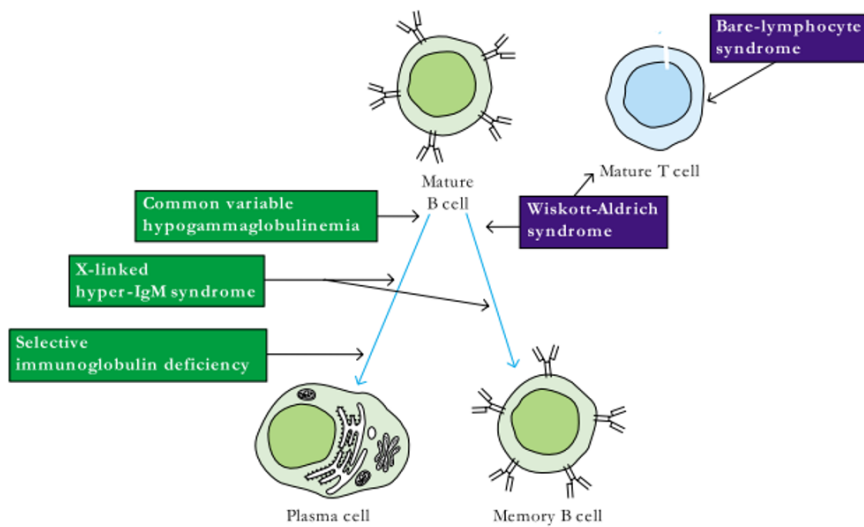 Bare-lymphocyte
syndrome
Mature T cell
Mature
B cell
Common variable
hypogammaglobulinemia
Wiskott-Aldrich
syndrome
X-linked
hyper-IgM syndrome
Selective
immunoglobulin deficiency
Plasma cell
Memory B cell